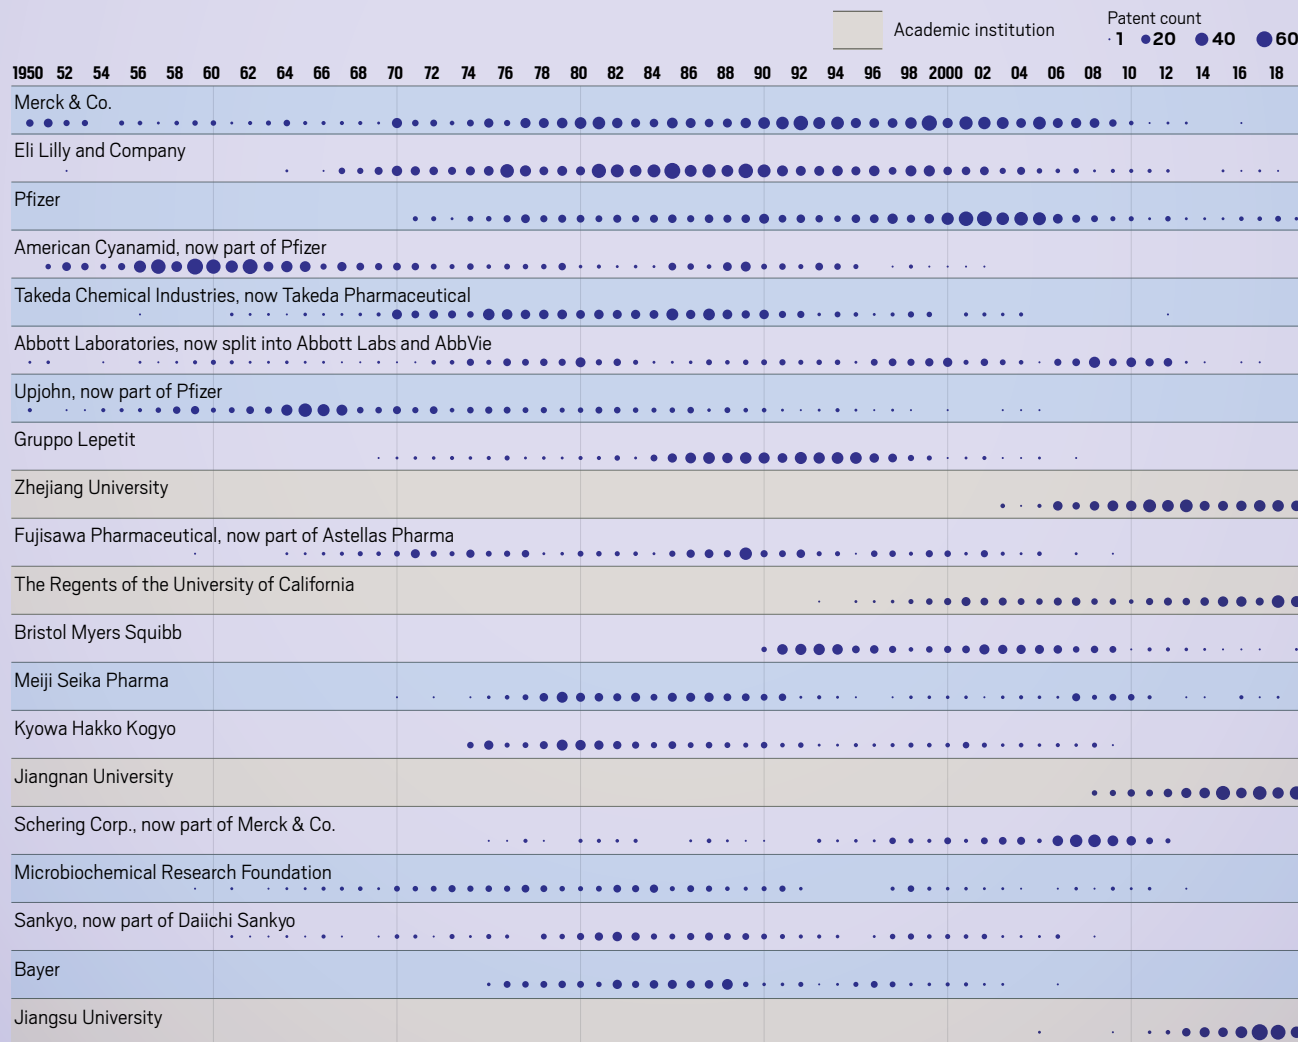 Patent count
Academic institution
1 20 40 60
1950 52 54 56 58 60 62 64 66 68 70 72 74 76 78 80 82 84 86 88 90 92 94 96 98 2000 02 04 06 08 10 12 14 16 18
Merck & Co.
Eli Lilly and Company
Pfizer
American Cyanamid, now part of Pfizer
Takeda Chemical Industries, now Takeda Pharmaceutical
Abbott Laboratories, now split into Abbott Labs and AbbVie
Upjohn, now part of Pfizer
Gruppo Lepetit
Zhejiang University
Fujisawa Pharmaceutical, now part of Astellas Pharma
The Regents of the University of California
Bristol Myers Squibb
Meiji Seika Pharma
Kyowa Hakko Kogyo
Jiangnan University
Schering Corp., now part of Merck & Co.
Microbiochemical Research Foundation
Sankyo, now part of Daiichi Sankyo
Bayer
Jiangsu University